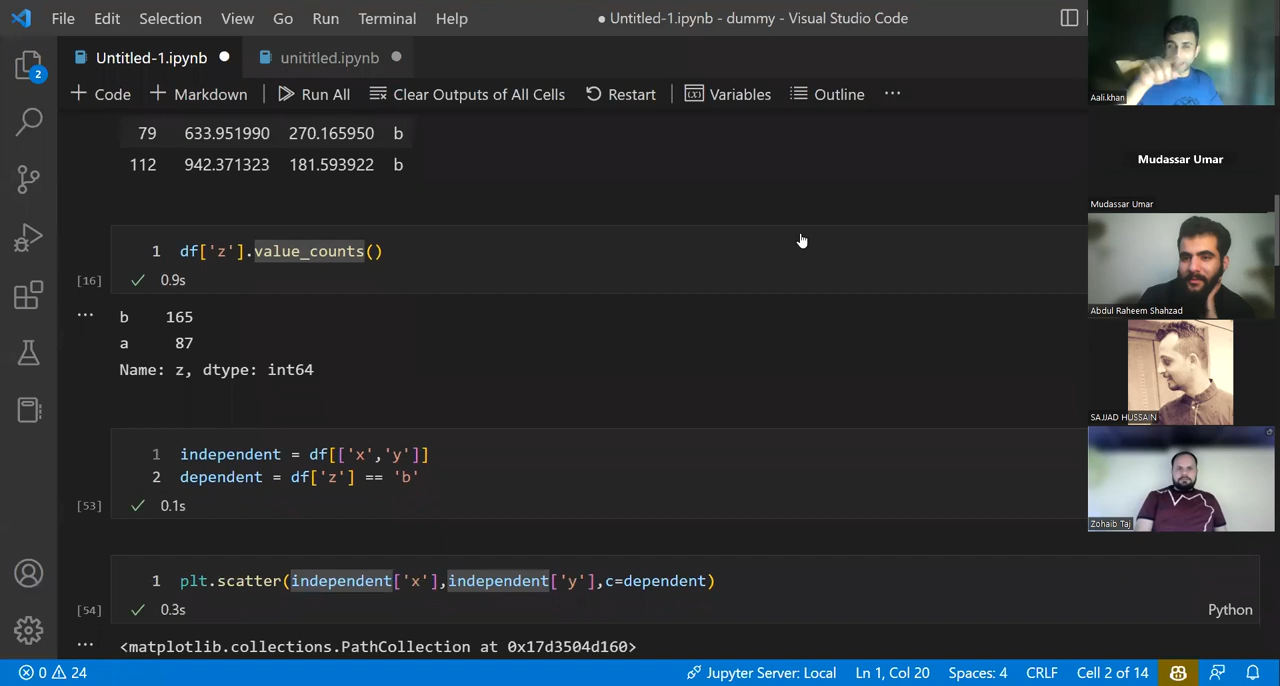 File Edit Selection View Go Run Terminal Help
● Untitled-1.ipynb - dummy - Visual Studio Code
Untitled-1.ipynb
unititled.ipynb
2
Code
Markdown
Run All
Clear Outputs of All Cells
Restart
Variables
Outline
79 633.951990 270.165950 b
112 942.371323 181.593922 b
1 df['z'].value_counts()
[16] 0.9s
b 165
a 87
Name: z, dtype: int64
1 independent = df[['x','y']]
2 dependent = df['z'] == 'b'
[53] 0.1s
1 plt.scatter(independent['x'],independent['y'],c=dependent)
[54] 0.3s
Python
<matplotlib.collections.PathCollection at 0x17d3504d160>
0 24
Jupyter Server: Local
Ln 1, Col 20
Spaces: 4
CRLF
Cell 2 of 14
Aali.khan
Mudassar Umar
Mudassar Umar
Abdul Raheem Shahzad
SAJJAD HUSSAIN
Zohaib Taj